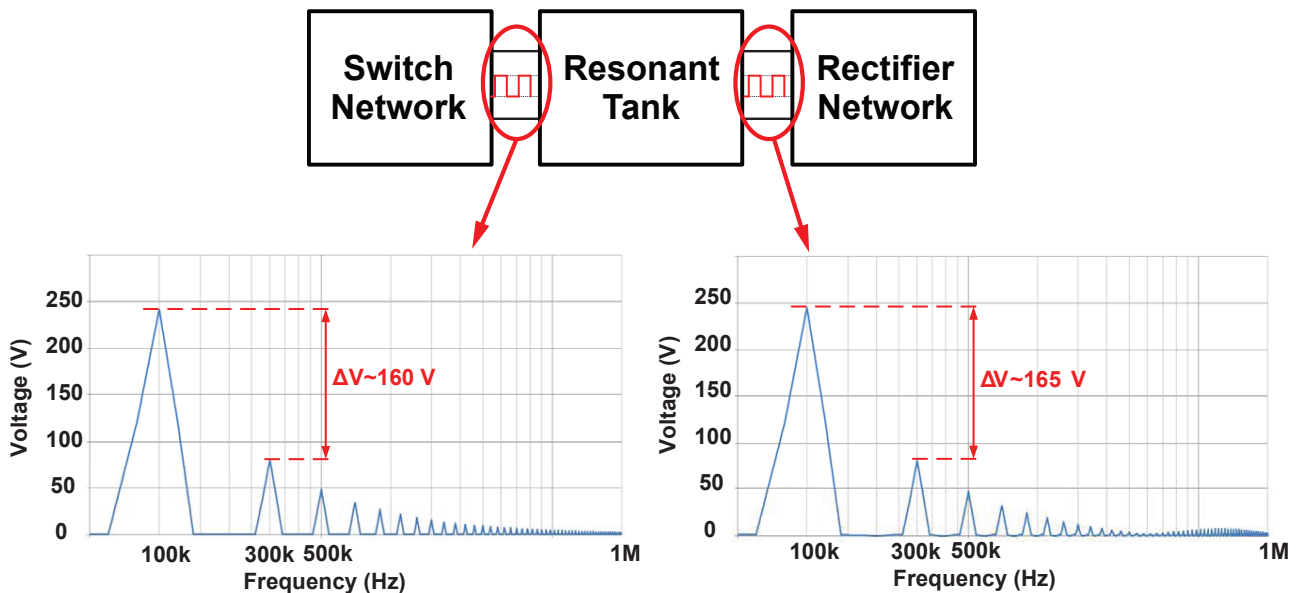 Switch
Network
Resonant
Tank
Rectifier
Network
Voltage (V)
250
200
150
100
50
0
ΔV~160 V
100k
300k
500k
1M
Frequency (Hz)
Voltage (V)
250
200
150
100
50
0
ΔV~165 V
100k
300k
500k
1M
Frequency (Hz)